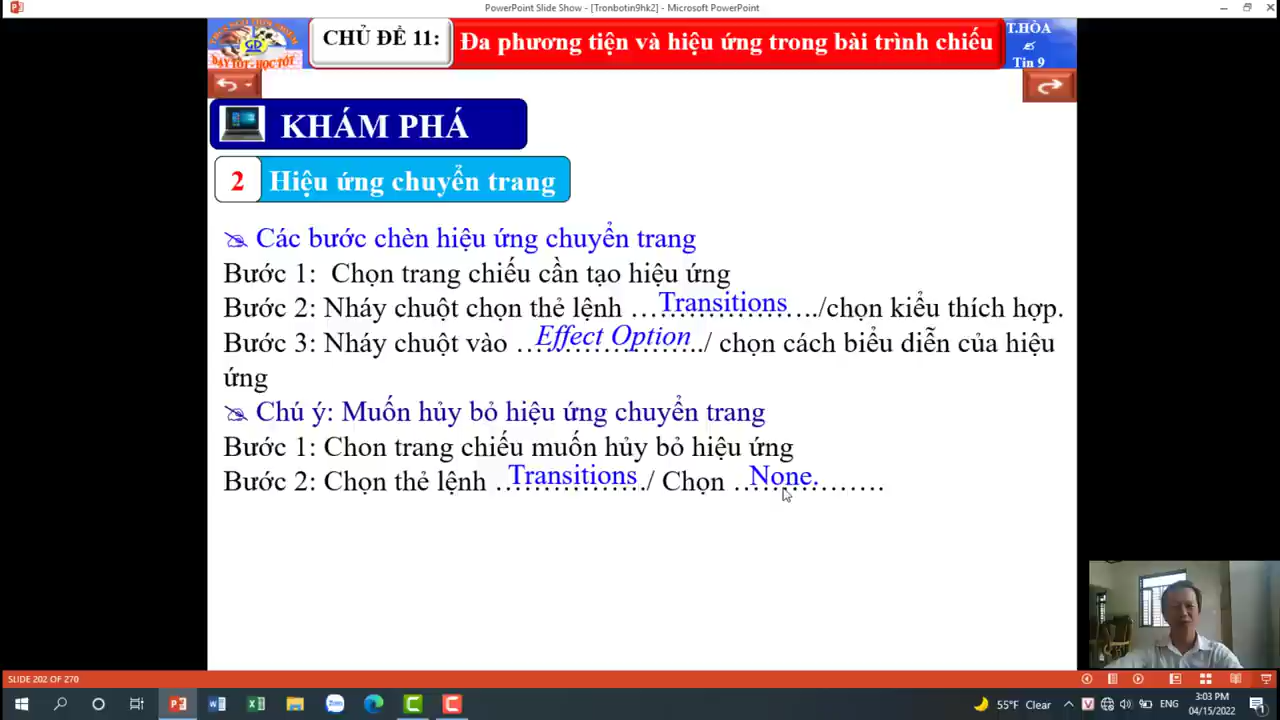 PowerPoint Slide Show - [Tronbotin9hk2] - Microsoft PowerPoint
CHỦ ĐỀ 11:
Đa phương tiện và hiệu ứng trong bài trình chiếu
T.HÒA
Tin 9
DẠY TỐT - HỌC TỐT
KHÁM PHÁ
2 Hiệu ứng chuyển trang
Các bước chèn hiệu ứng chuyển trang
Bước 1: Chọn trang chiếu cần tạo hiệu ứng
Bước 2: Nháy chuột chọn thẻ lệnh …Transitions…./chọn kiểu thích hợp.
Bước 3: Nháy chuột vào …Effect Option…../ chọn cách biểu diễn của hiệu
ứng
Chú ý: Muốn hủy bỏ hiệu ứng chuyển trang
Bước 1: Chon trang chiếu muốn hủy bỏ hiệu ứng
Bước 2: Chọn thẻ lệnh …Transitions…./ Chọn …None.…….
SLIDE 202 OF 270
55°F Clear
ENG
3:03 PM
04/15/2022